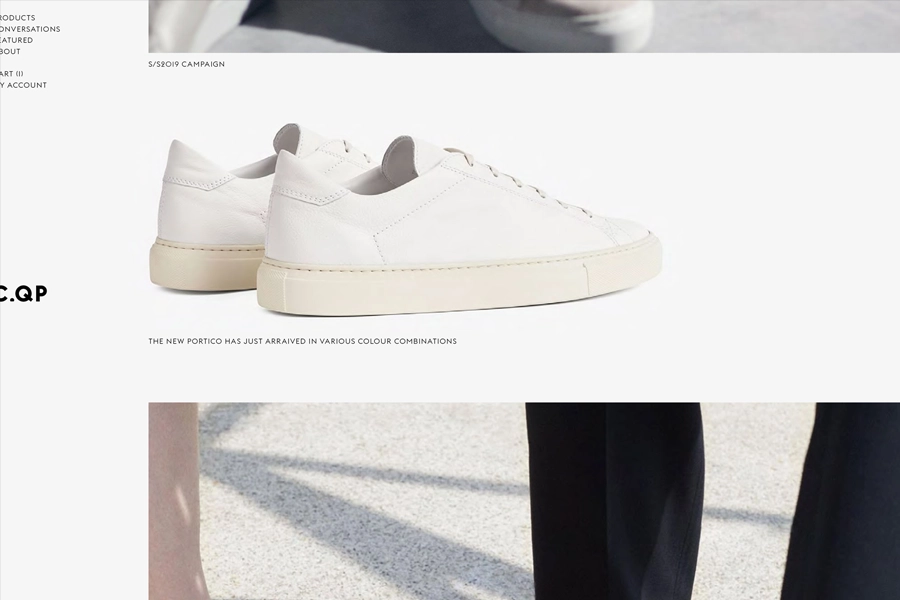 RODUCTS
ONVERSATIONS
EATURED
BOUT
ART (1)
Y ACCOUNT
S/S2019 CAMPAIGN
C.QP
THE NEW PORTICO HAS JUST ARRAIVED IN VARIOUS COLOUR COMBINATIONS